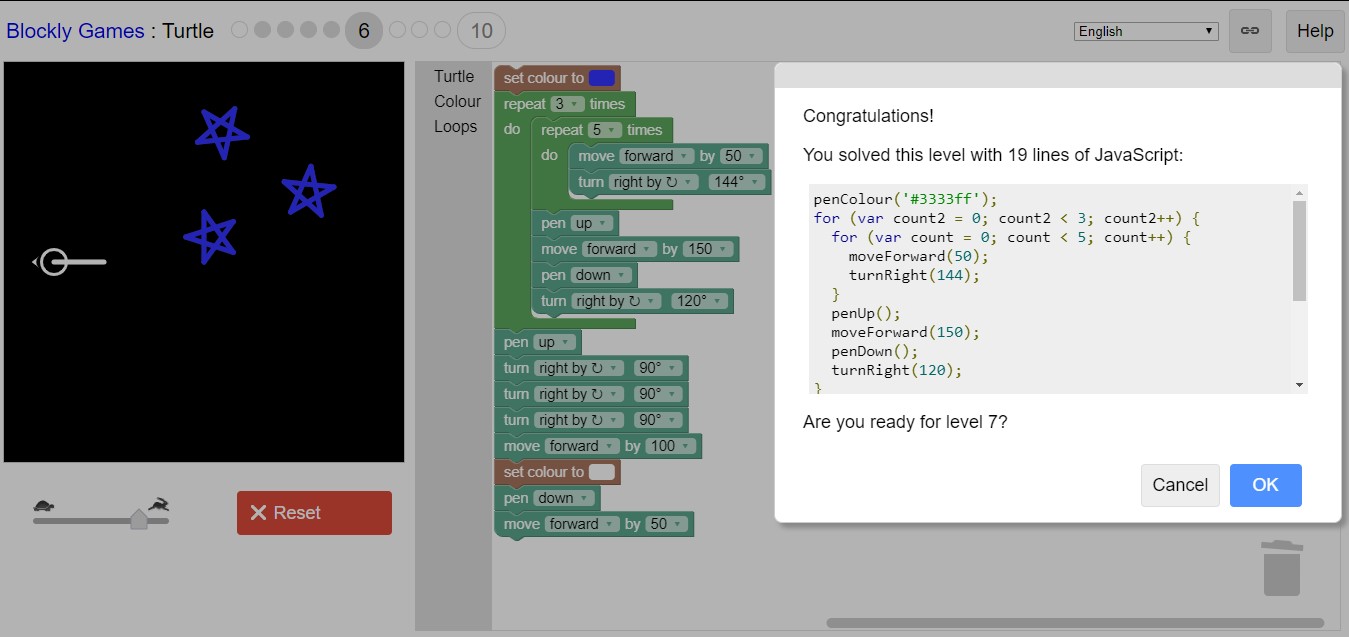 Blockly Games : Turtle 6 10 English Help
Turtle
Colour
Loops
set colour to
repeat 3 times
do repeat 5 times
do move forward by 50
turn right by ↻ 144°
pen up
move forward by 150
pen down
turn right by ↻ 120°
pen up
turn right by ↻ 90°
turn right by ↻ 90°
turn right by ↻ 90°
move forward by 100
set colour to
pen down
move forward by 50
Reset
Congratulations!
You solved this level with 19 lines of JavaScript:
penColour('#3333ff');
for (var count2 = 0; count2 < 3; count2++) {
for (var count = 0; count < 5; count++) {
moveForward(50);
turnRight(144);
}
penUp();
moveForward(150);
penDown();
turnRight(120);
}
Are you ready for level 7?
Cancel OK